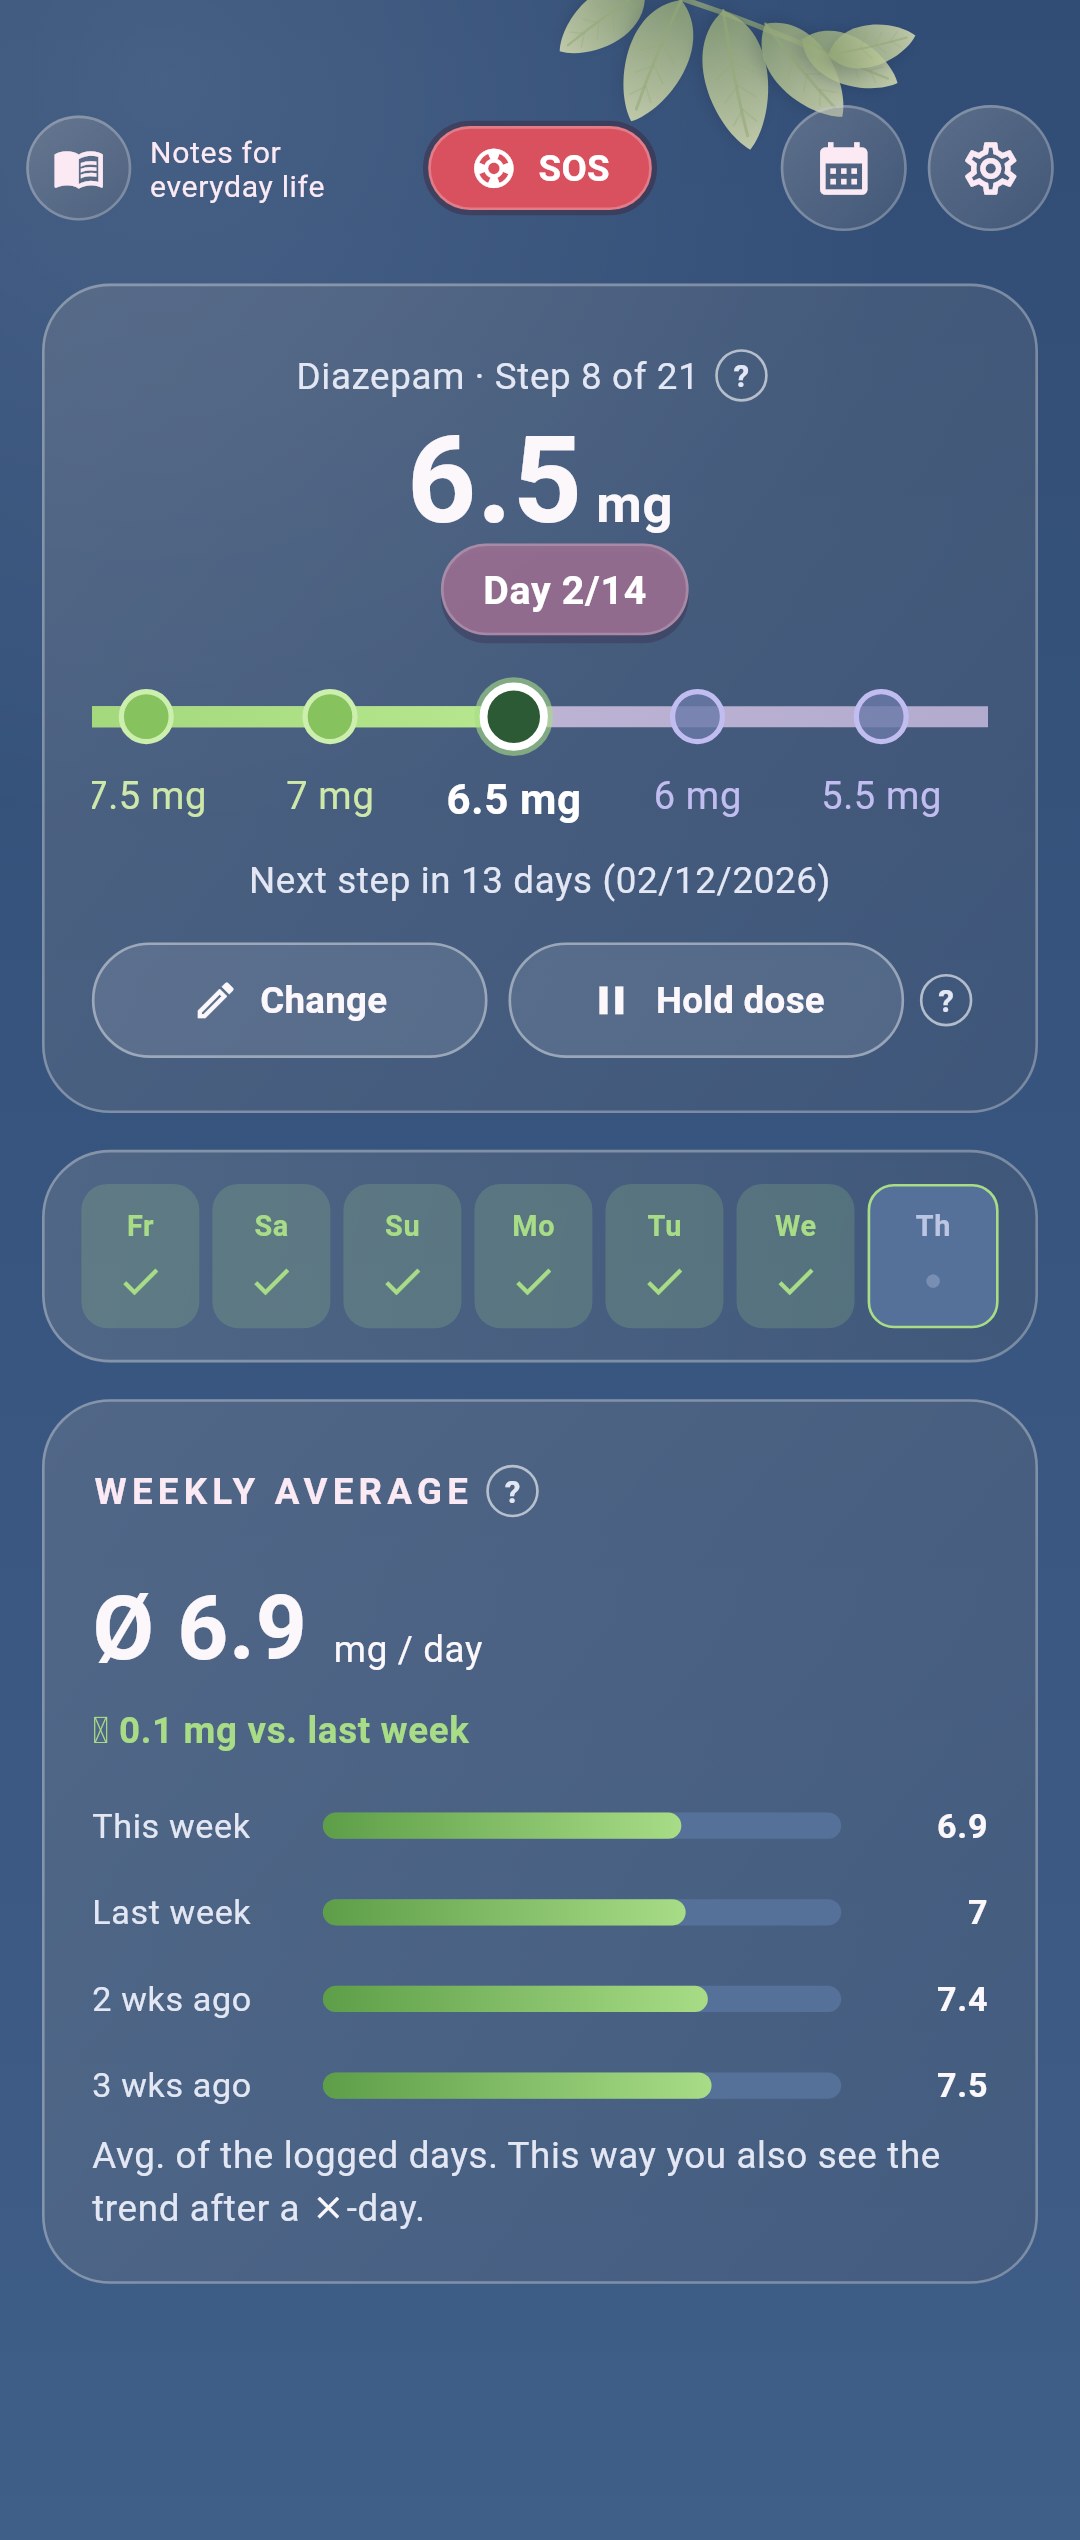 Notes for
everyday life
SOS
Diazepam · Step 8 of 21 ?
6.5 mg
Day 2/14
7.5 mg 7 mg 6.5 mg 6 mg 5.5 mg
Next step in 13 days (02/12/2026)
Change Hold dose ?
Fr Sa Su Mo Tu We Th
WEEKLY AVERAGE ?
Ø 6.9 mg / day
0.1 mg vs. last week
This week 6.9
Last week 7
2 wks ago 7.4
3 wks ago 7.5
Avg. of the logged days. This way you also see the
trend after a ✕-day.